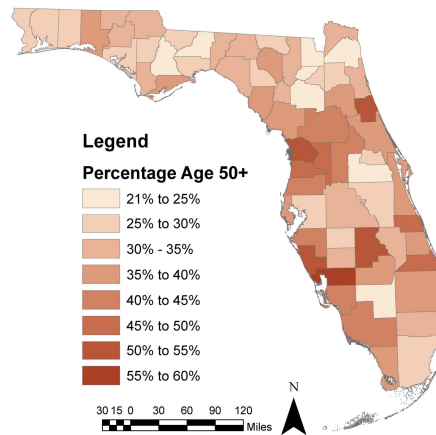 Legend
Percentage Age 50+
21% to 25%
25% to 30%
30% - 35%
35% to 40%
40% to 45%
45% to 50%
50% to 55%
55% to 60%
N
30 15 0 30 60 90 120
Miles